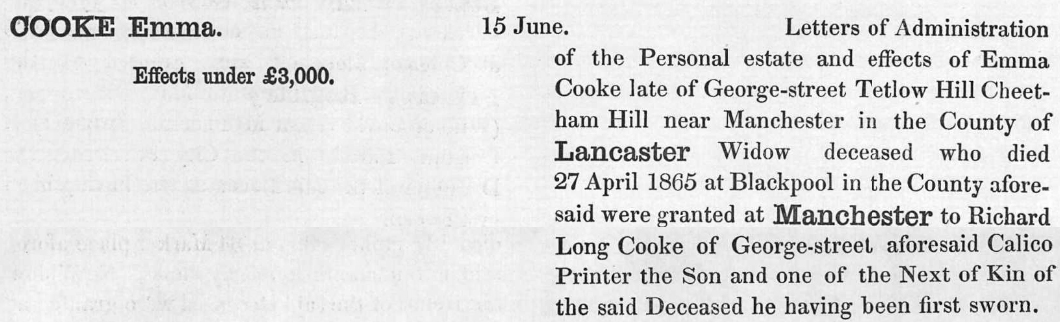 COOKE Emma. 15 June. Letters of Administration
Effects under £3,000. of the Personal estate and effects of Emma
Cooke late of George-street Tetlow Hill Cheet-
ham Hill near Manchester in the County of
Lancaster Widow deceased who died
27 April 1865 at Blackpool in the County afore-
said were granted at Manchester to Richard
Long Cooke of George-street aforesaid Calico
Printer the Son and one of the Next of Kin of
the said Deceased he having been first sworn.